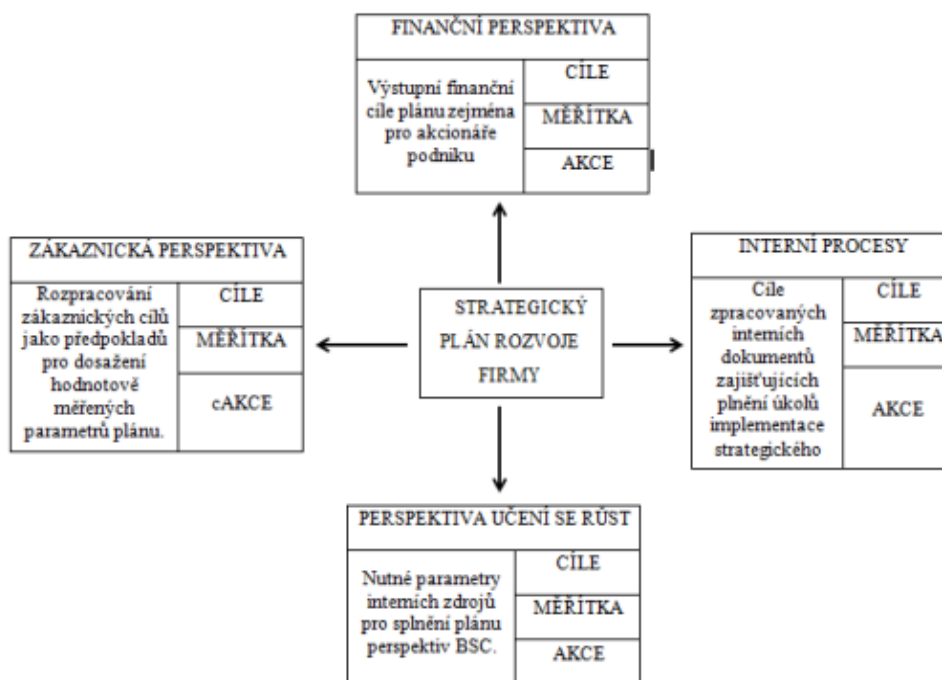 FINANČNÍ PERSPEKTIVA
Výstupní finanční
cíle plánu zejména
pro akcionáře
podniku
CÍLE
MĚŘÍTKA
AKCE
ZÁKAZNICKÁ PERSPEKTIVA
Rozpracování
zákaznických cílů
jako předpokladů
pro dosažení
hodnotově
měřených
parametrů plánu.
CÍLE
MĚŘÍTKA
cAKCE
STRATEGICKÝ
PLÁN ROZVOJE
FIRMY
INTERNÍ PROCESY
Cíle
zpracovaných
interních
dokumentů
zajišťujících
plnění úkolů
implementace
strategického
CÍLE
MĚŘÍTKA
AKCE
PERSPEKTIVA UČENÍ SE RŮST
Nutné parametry
interních zdrojů
pro splnění plánu
perspektiv BSC.
CÍLE
MĚŘÍTKA
AKCE